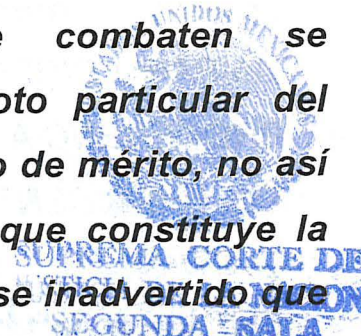 combaten se
oto particular del
o de mérito, no así
que constituye la
SUPREMA CORTE DE
se inadvertido que
SEGUNDA SALA